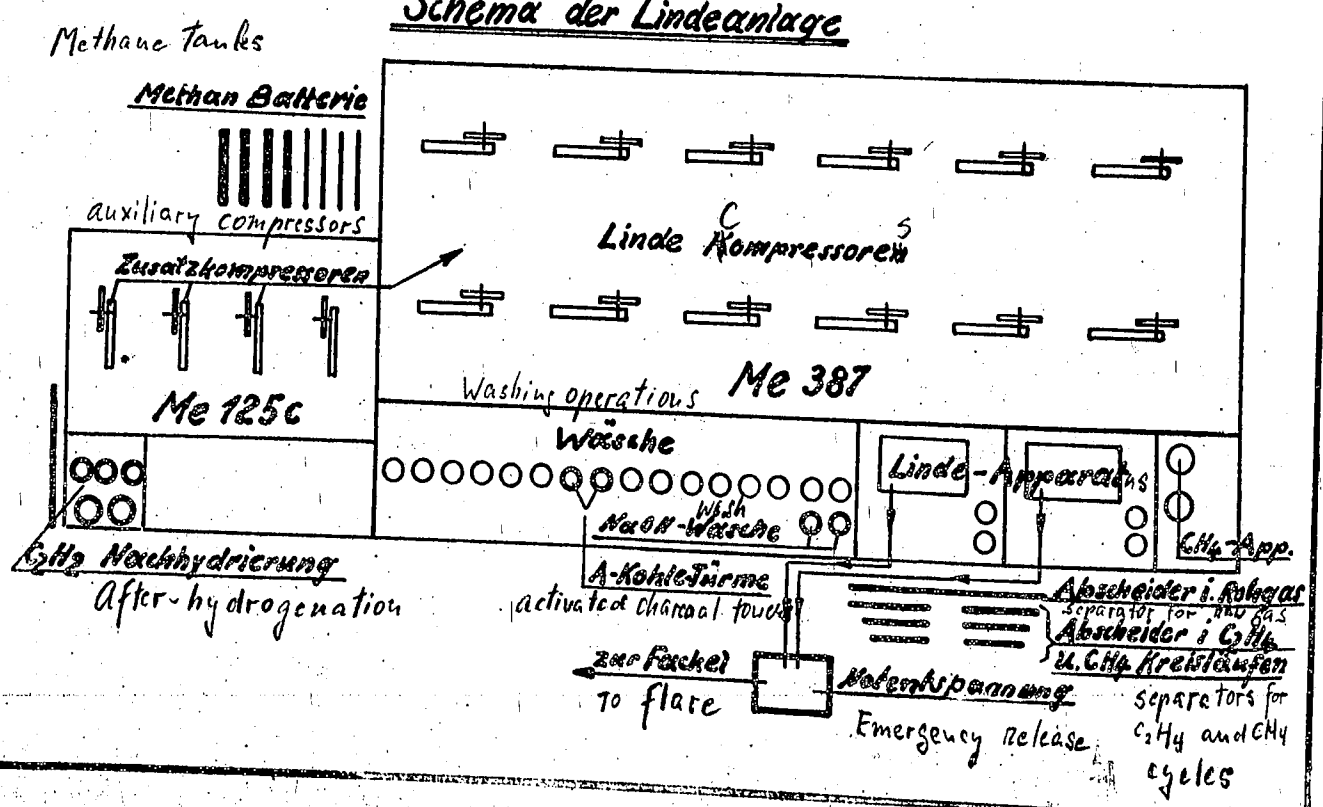 Schema der Lindeanlage
Methane Tanks
Methan Batterie
auxiliary compressors
Zusatzkompressoren
C s
Linde Kompressoren
Me 125c
Washing operations
Me 387
Wäsche
Linde-Apparatus
Wash
NaOH-Wäsche
CH4-App.
C2H2 Nachhydrierung
After-hydrogenation
A-Kohle-Türme
activated charcoal towers
Abscheider i. Rohgas
separator for raw gas
Abscheider i C2H4
u. CH4 Kreisläufen
separators for
C2H4 and CH4
cycles
zur Fackel
To flare
Notentspannung
Emergency Release